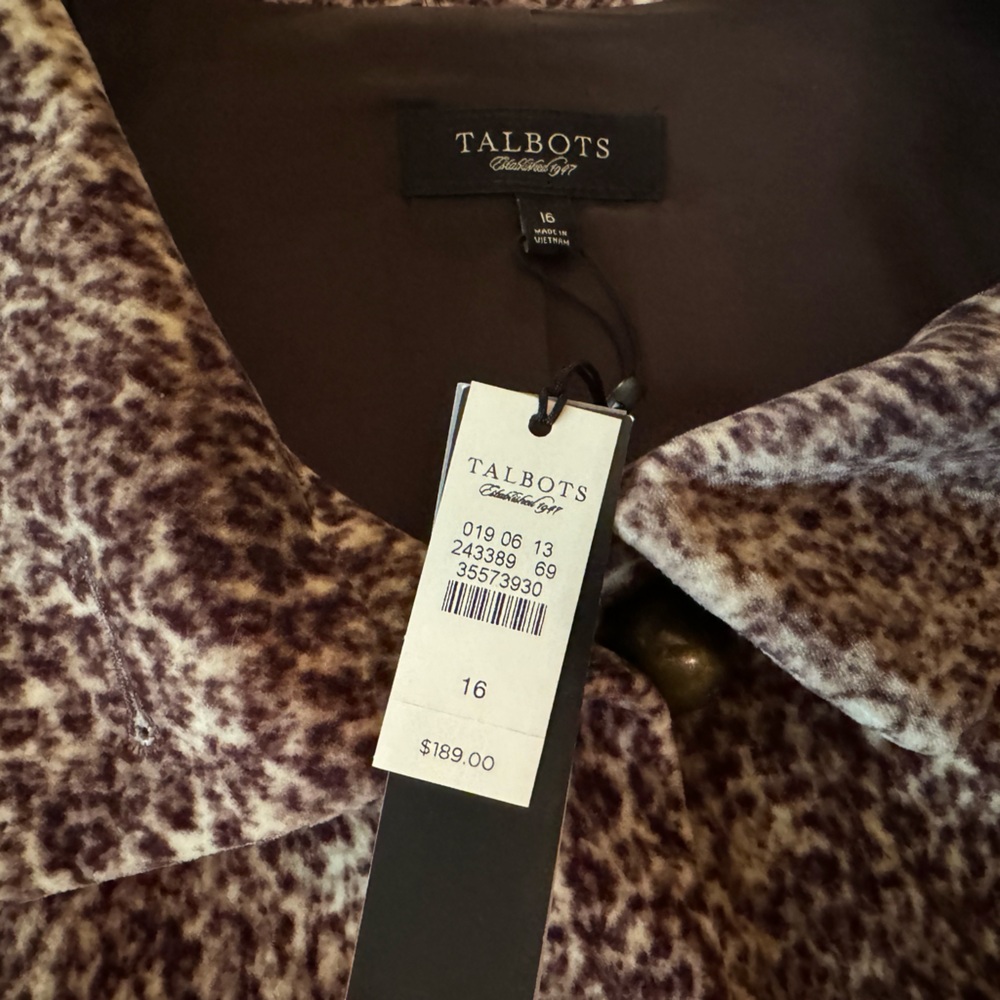 TALBOTS
Established 1947
16
MADE IN
VIETNAM
TALBOTS
Established 1947
019 06 13
243389 69
35573930
16
$189.00